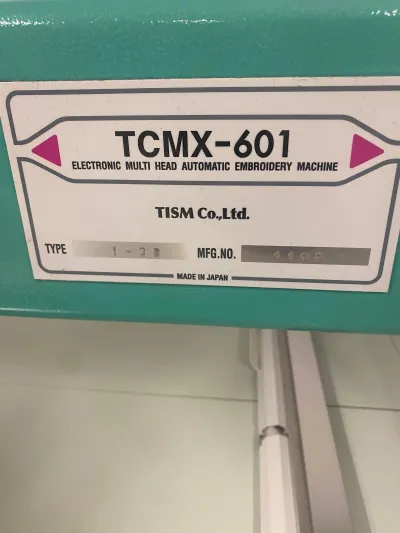 TCMX-601
ELECTRONIC MULTI HEAD AUTOMATIC EMBROIDERY MACHINE
TISM Co.,Ltd.
TYPE MFG.NO.
MADE IN JAPAN